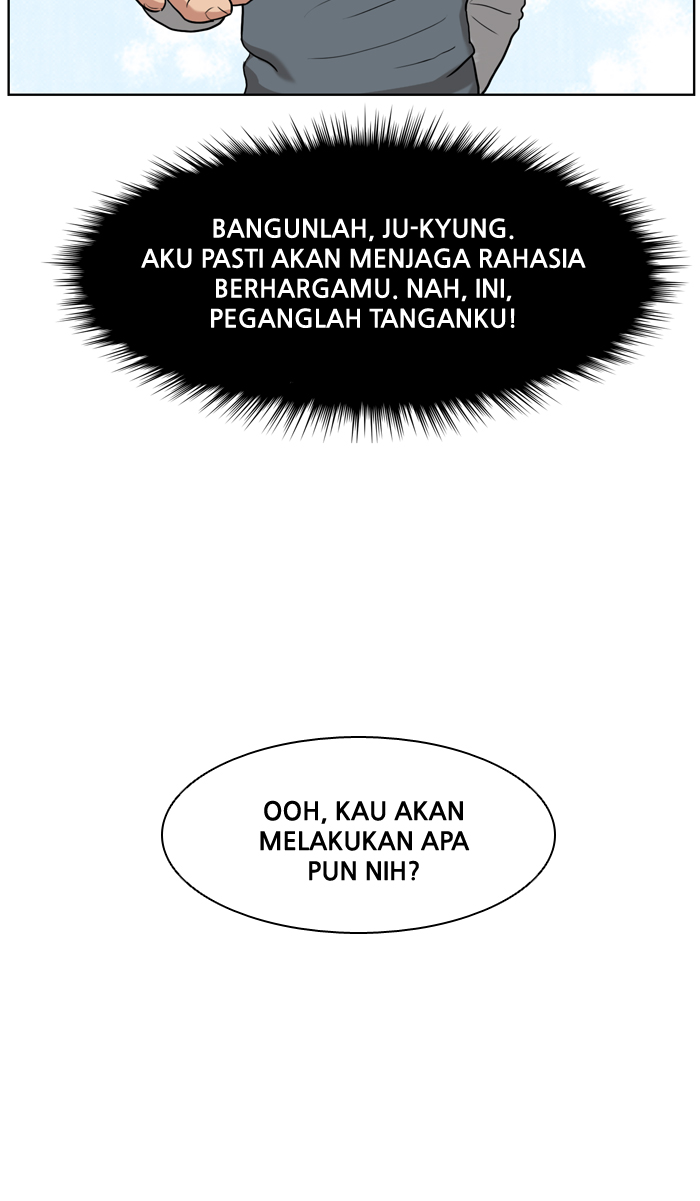 BANGUNLAH, JU-KYUNG.
AKU PASTI AKAN MENJAGA RAHASIA
BERHARGAMU. NAH, INI,
PEGANGLAH TANGANKU!
OOH, KAU AKAN
MELAKUKAN APA
PUN NIH?